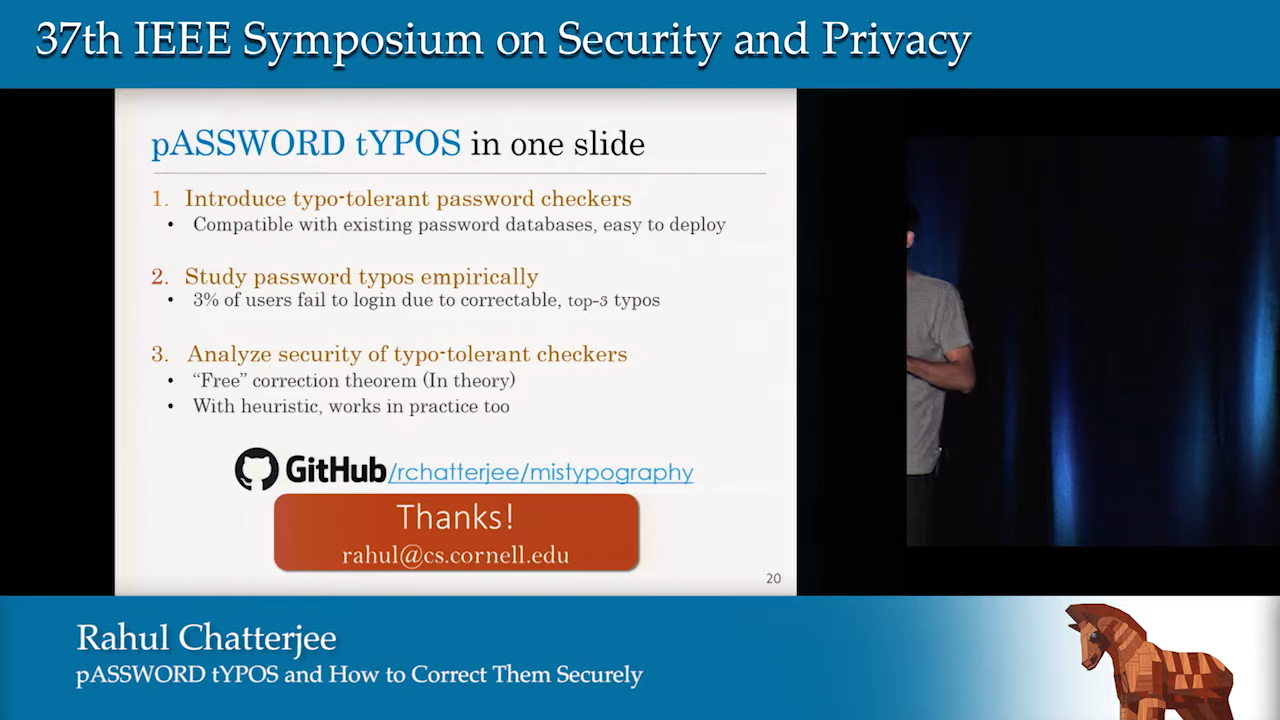 37th IEEE Symposium on Security and Privacy
pASSWORD tYPOS in one slide
1. Introduce typo-tolerant password checkers
• Compatible with existing password databases, easy to deploy
2. Study password typos empirically
• 3% of users fail to login due to correctable, top-3 typos
3. Analyze security of typo-tolerant checkers
• “Free” correction theorem (In theory)
• With heuristic, works in practice too
GitHub/rchatterjee/mistypography
Thanks!
rahul@cs.cornell.edu
20
Rahul Chatterjee
pASSWORD tYPOS and How to Correct Them Securely